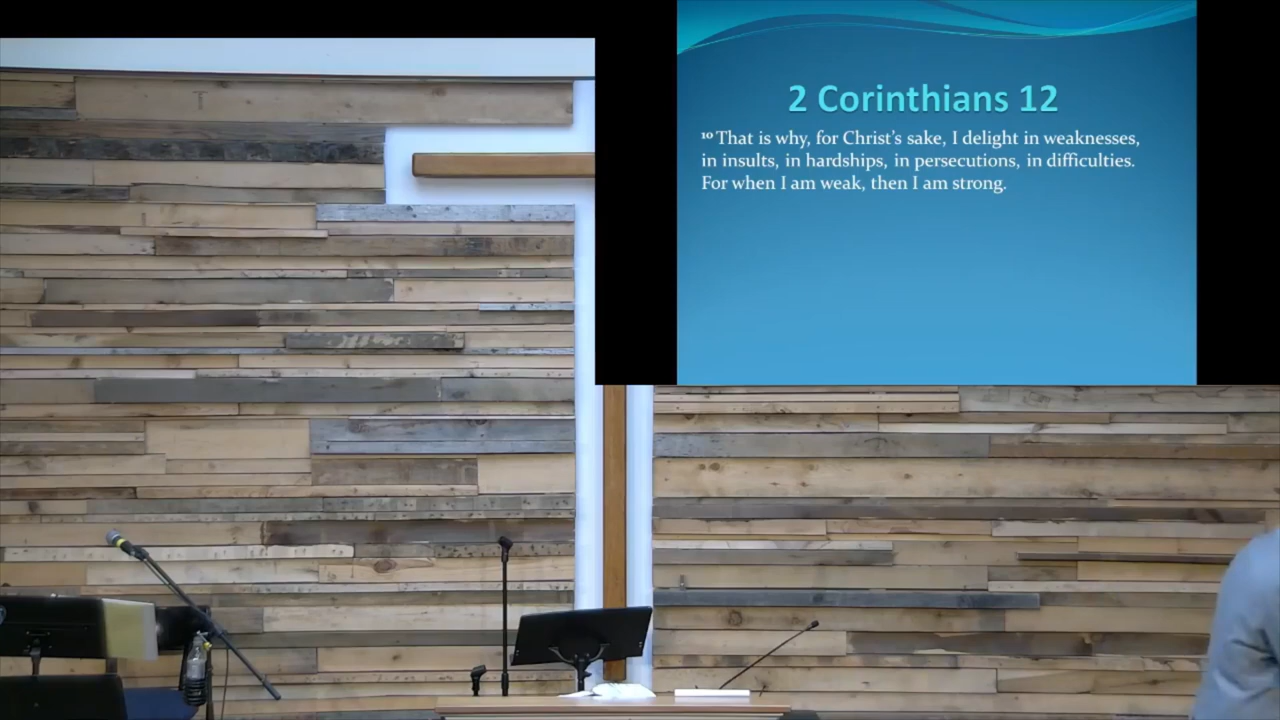 2 Corinthians 12
10 That is why, for Christ’s sake, I delight in weaknesses,
in insults, in hardships, in persecutions, in difficulties.
For when I am weak, then I am strong.